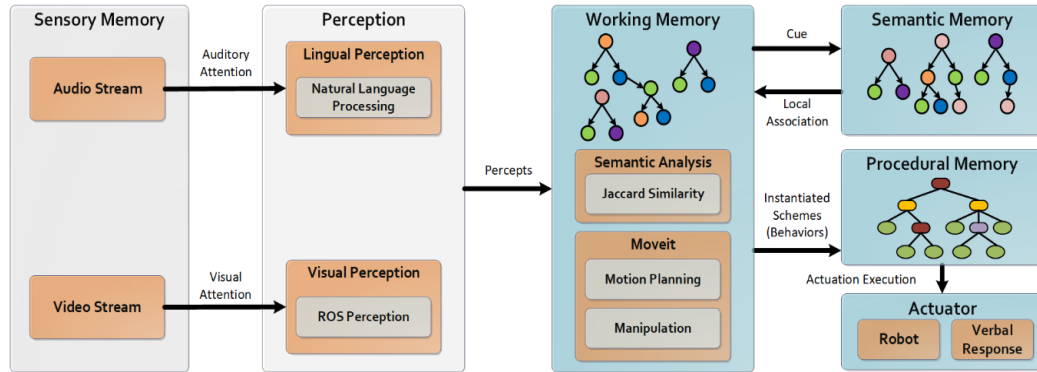 Sensory Memory
Audio Stream
Video Stream
Auditory
Attention
Visual
Attention
Perception
Lingual Perception
Natural Language
Processing
Visual Perception
ROS Perception
Percepts
Working Memory
Semantic Analysis
Jaccard Similarity
Moveit
Motion Planning
Manipulation
Cue
Local
Association
Instantiated
Schemes
(Behaviors)
Semantic Memory
Procedural Memory
Actuation Execution
Actuator
Robot
Verbal
Response